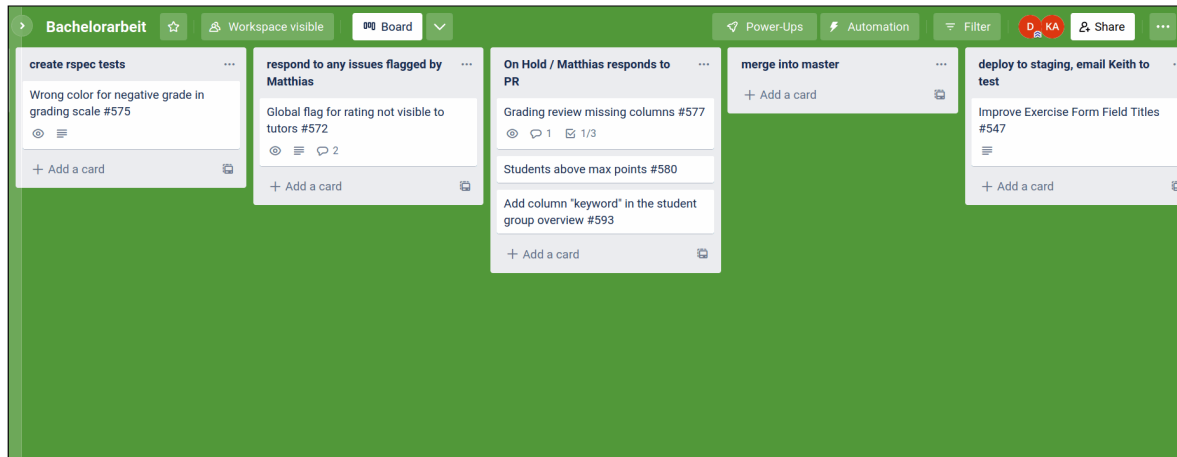 Bachelorarbeit
Workspace visible
Board
Power-Ups
Automation
Filter
D
KA
Share
create rspec tests
Wrong color for negative grade in
grading scale #575
+ Add a card
respond to any issues flagged by
Matthias
Global flag for rating not visible to
tutors #572
2
+ Add a card
On Hold / Matthias responds to
PR
Grading review missing columns #577
1 1/3
Students above max points #580
Add column "keyword" in the student
group overview #593
+ Add a card
merge into master
+ Add a card
deploy to staging, email Keith to
test
Improve Exercise Form Field Titles
#547
+ Add a card